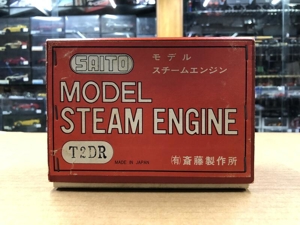 SAITO
モデル
スチームエンジン
MODEL
STEAM ENGINE
T2DR
MADE IN JAPAN
㈲斎藤製作所